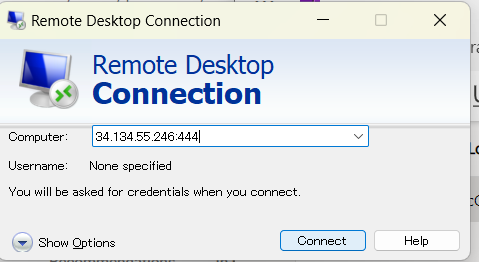 Remote Desktop Connection
Remote Desktop
Connection
Computer: 34.134.55.246:444
Username: None specified
You will be asked for credentials when you connect.
Show Options Connect Help